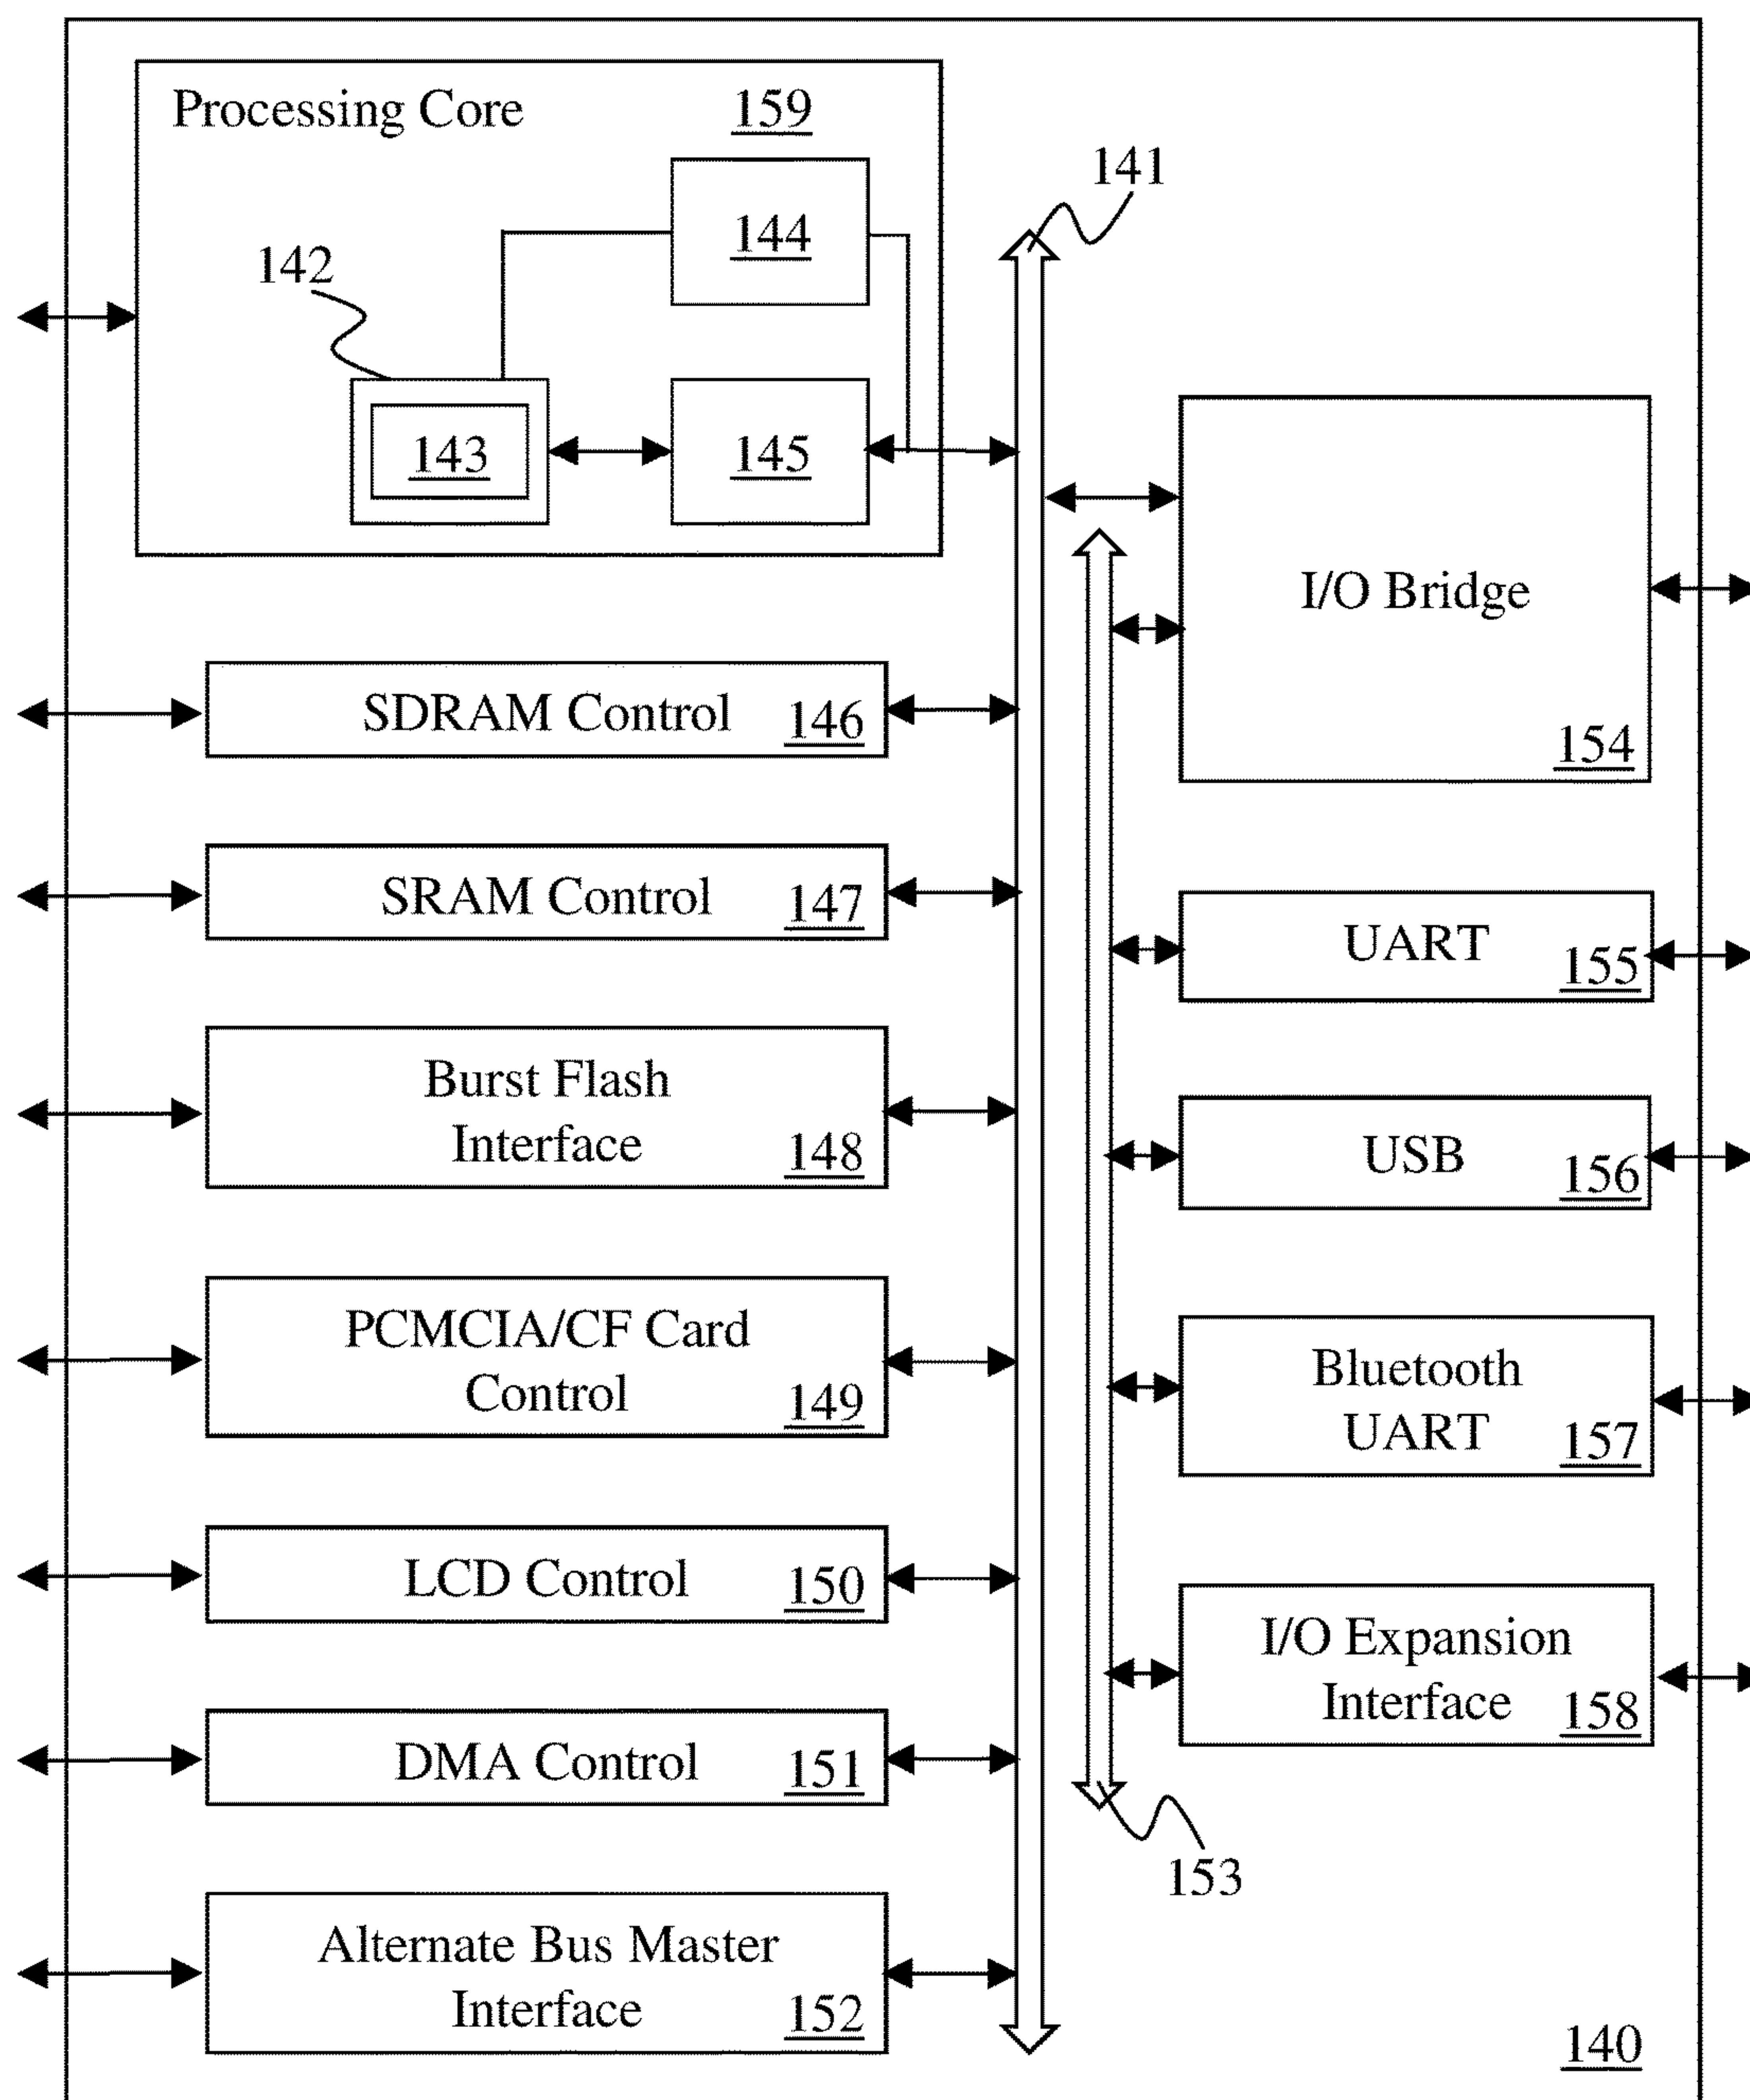 Processing Core
159
141
144
142
143
145
I/O Bridge
154
SDRAM Control
146
SRAM Control
147
UART
155
Burst Flash
Interface
148
USB
156
PCMCIA/CF Card
Control
149
Bluetooth
UART
157
LCD Control
150
I/O Expansion
Interface
158
DMA Control
151
153
Alternate Bus Master
Interface
152
140